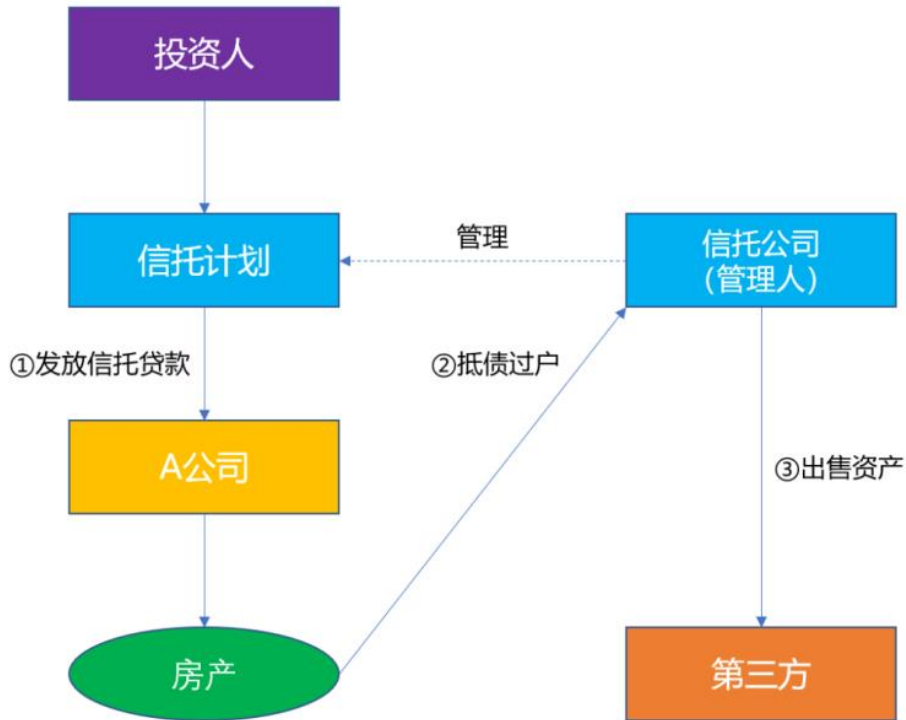 投资人
信托计划
管理
信托公司
（管理人）
①发放信托贷款
②抵债过户
A公司
③出售资产
房产
第三方